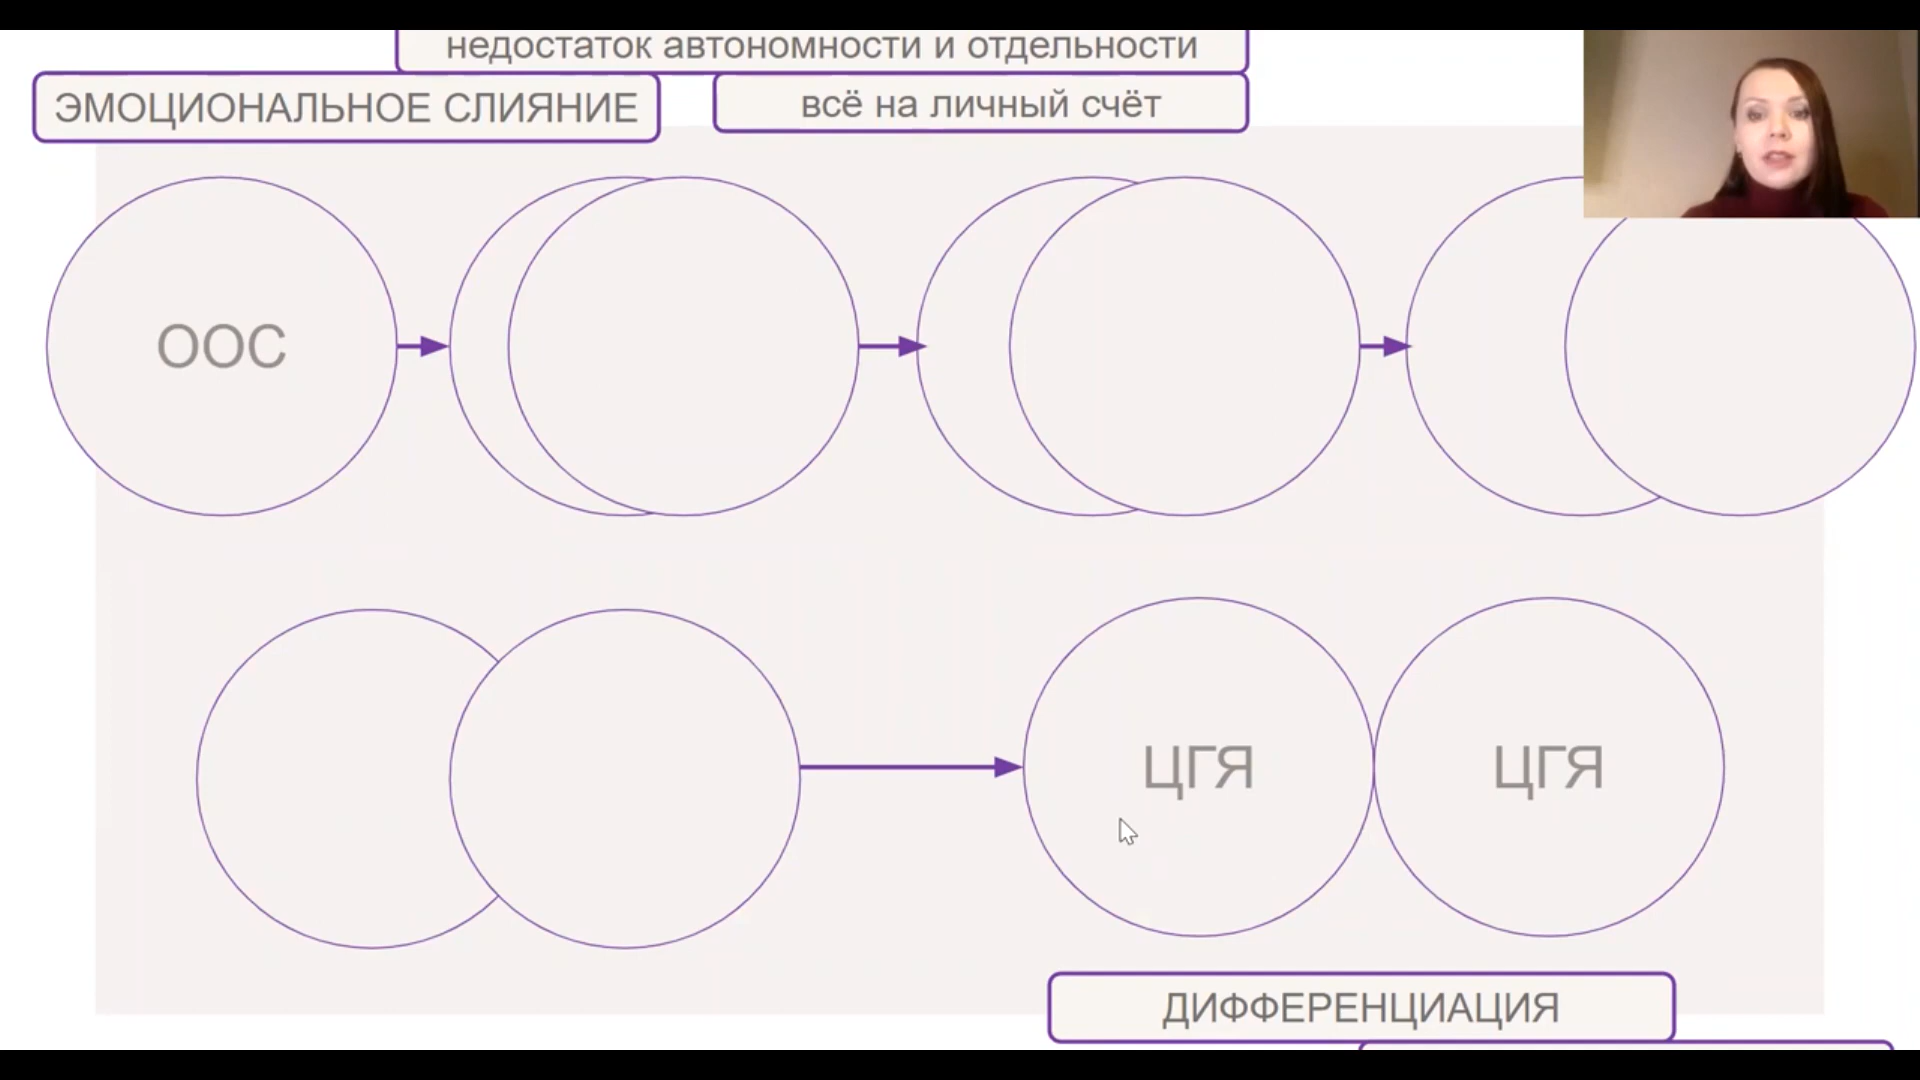 недостаток автономности и отдельности
ЭМОЦИОНАЛЬНОЕ СЛИЯНИЕ
всё на личный счёт
ООС
ЦГЯ
ЦГЯ
ДИФФЕРЕНЦИАЦИЯ